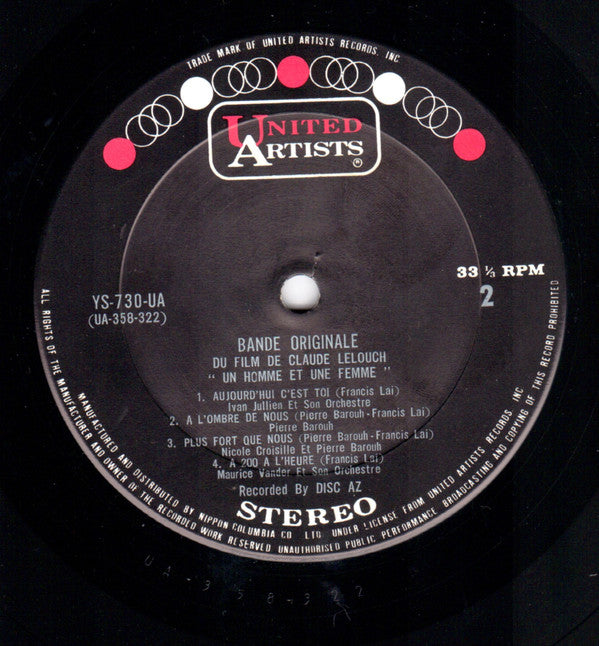 TRADE MARK OF UNITED ARTISTS RECORDS, INC
UNITED
ARTISTS
®
33 ⅓ RPM
2
YS-730-UA
(UA-358-322)
BANDE ORIGINALE
DU FILM DE CLAUDE LELOUCH
" UN HOMME ET UNE FEMME "
1. AUJOURD'HUI C'EST TOI (Francis Lai)
Ivan Jullien Et Son Orchestre
2. A L'OMBRE DE NOUS (Pierre Barouh-Francis Lai)
Pierre Barouh
3. PLUS FORT QUE NOUS (Pierre Barouh-Francis Lai)
Nicole Croisille Et Pierre Barouh
4. A 200 A L'HEURE (Francis Lai)
Maurice Vander Et Son Orchestre
Recorded By DISC AZ
STEREO
MANUFACTURED AND DISTRIBUTED BY NIPPON COLUMBIA CO LTD. UNDER LICENSE FROM UNITED ARTISTS RECORDS INC
ALL RIGHTS OF THE MANUFACTURER AND OWNER OF THE RECORDED WORK RESERVED UNAUTHORISED PUBLIC PERFORMANCE, BROADCASTING AND COPYING OF THIS RECORD PROHIBITED
UA-358-322